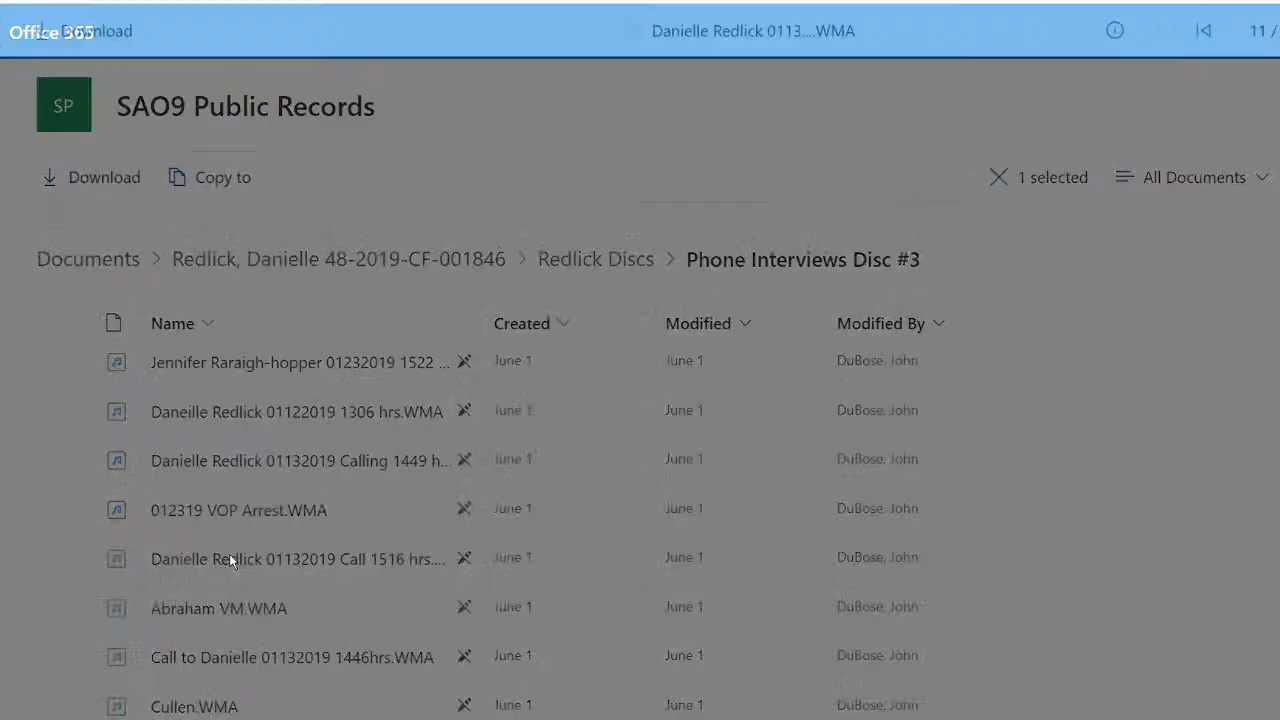 Office 365 Download Danielle Redlick 0113....WMA 11 /
SP SAO9 Public Records
Download Copy to 1 selected All Documents
Documents > Redlick, Danielle 48-2019-CF-001846 > Redlick Discs > Phone Interviews Disc #3
Name Created Modified Modified By
Jennifer Raraigh-hopper 01232019 1522 ... June 1 June 1 DuBose, John
Daneille Redlick 01122019 1306 hrs.WMA June 1 June 1 DuBose, John
Danielle Redlick 01132019 Calling 1449 h... June 1 June 1 DuBose, John
012319 VOP Arrest.WMA June 1 June 1 DuBose, John
Danielle Redlick 01132019 Call 1516 hrs.... June 1 June 1 DuBose, John
Abraham VM.WMA June 1 June 1 DuBose, John
Call to Danielle 01132019 1446hrs.WMA June 1 June 1 DuBose, John
Cullen.WMA June 1 June 1 DuBose, John